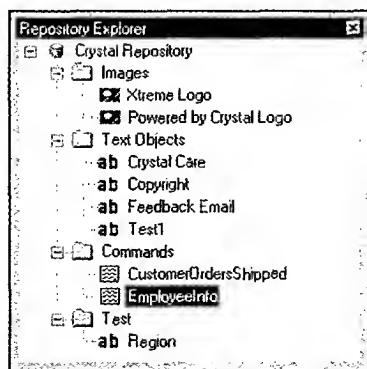 Repository Explorer
Crystal Repository
Images
Xtreme Logo
Powered by Crystal Logo
Text Objects
ab Crystal Care
ab Copyright
ab Feedback Email
ab Test1
Commands
CustomerOrdersShipped
EmployeeInfo
Test
ab Region